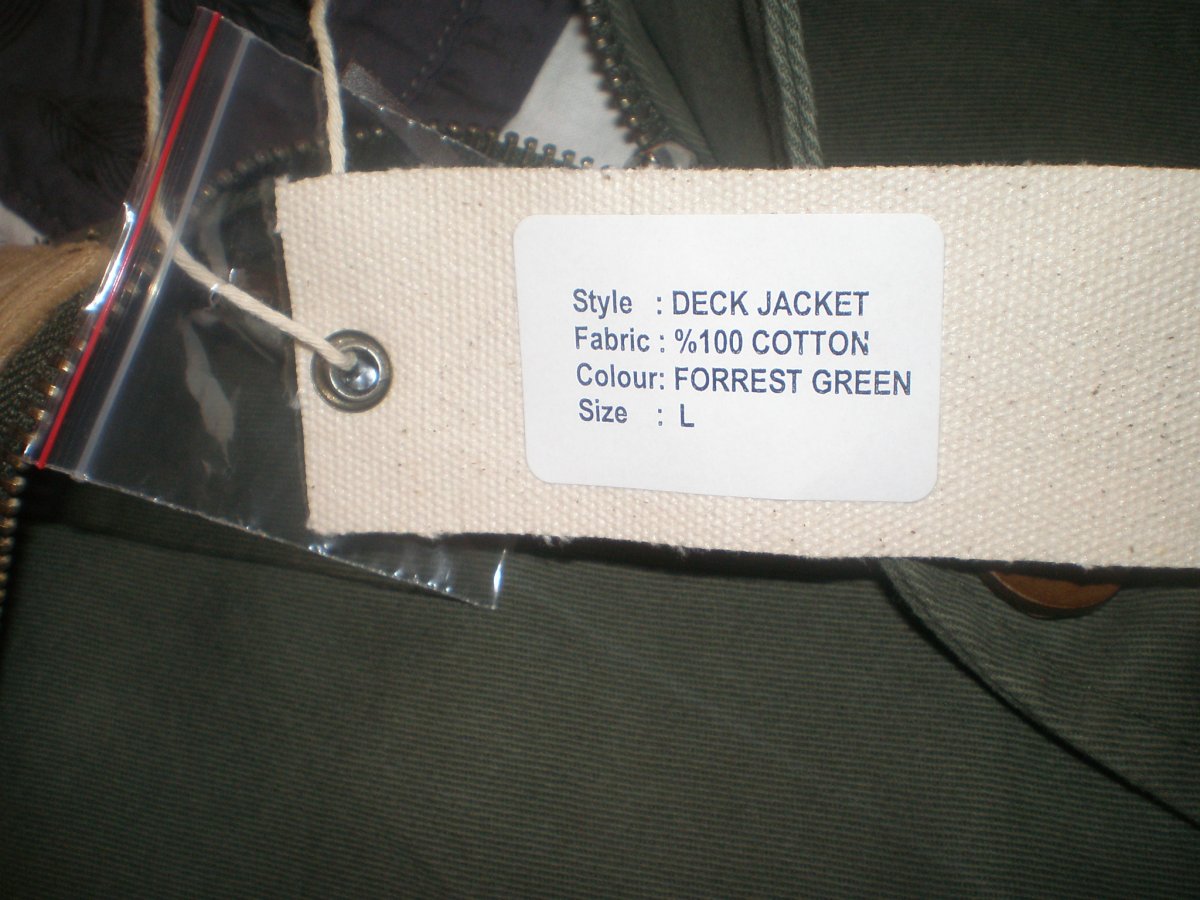 Style : DECK JACKET
Fabric : %100 COTTON
Colour: FORREST GREEN
Size : L